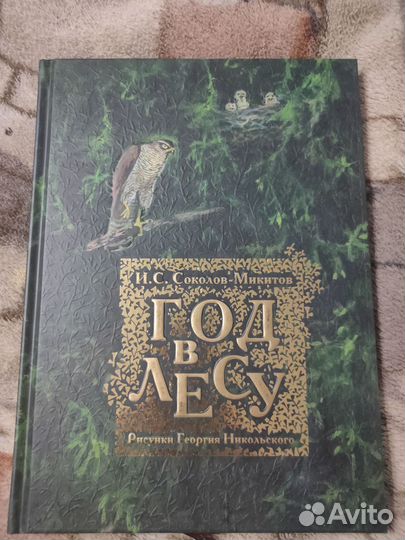 И.С. Соколов-Микитов
ГОД
В
ЛЕСУ
Рисунки Георгия Никольского
Avito